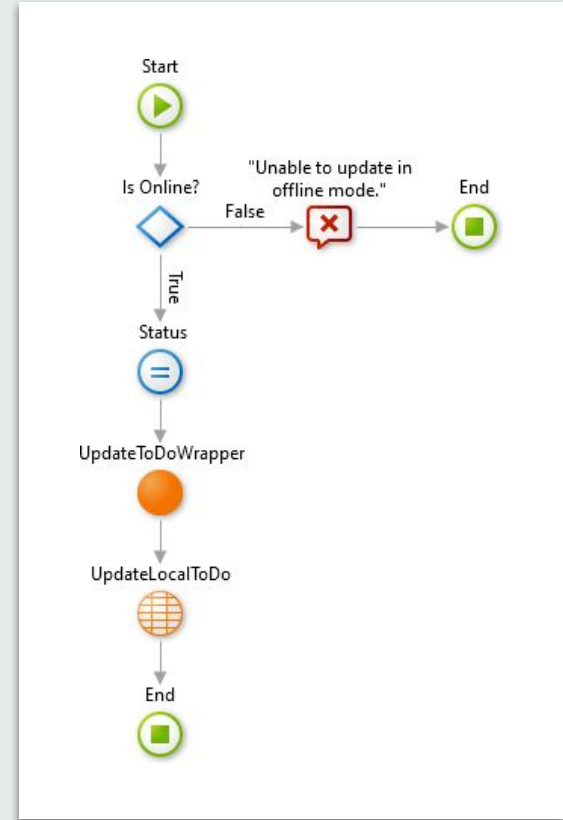 Start
Is Online?
"Unable to update in
offline mode."
End
False
True
Status
UpdateToDoWrapper
UpdateLocalToDo
End